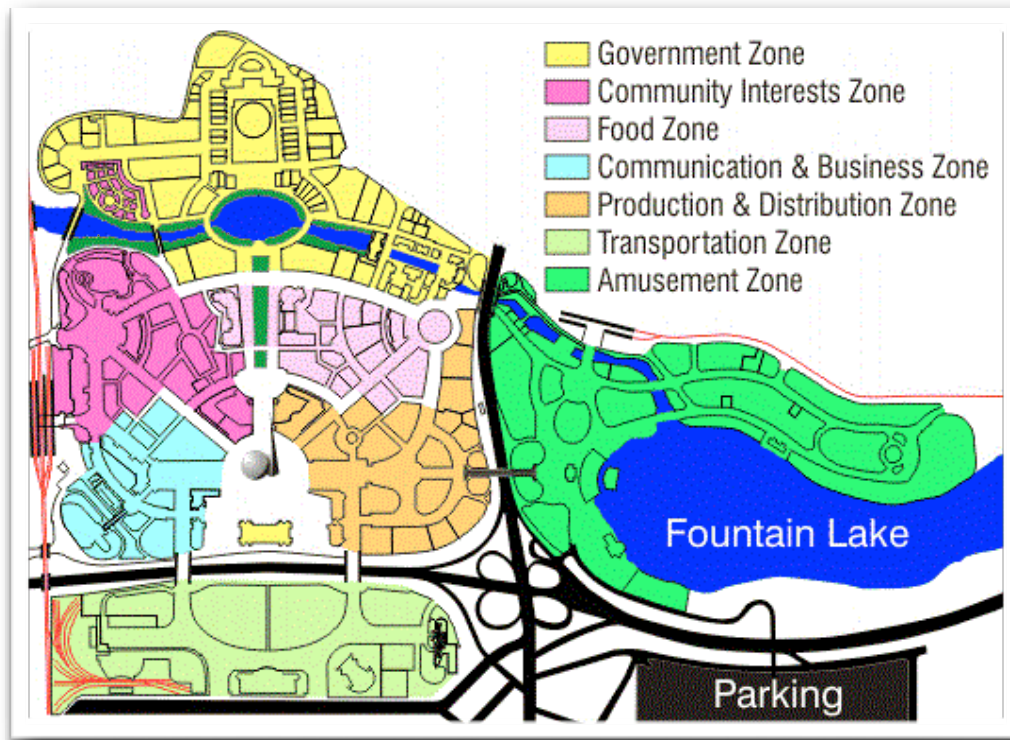 Government Zone
Community Interests Zone
Food Zone
Communication & Business Zone
Production & Distribution Zone
Transportation Zone
Amusement Zone
Fountain Lake
Parking